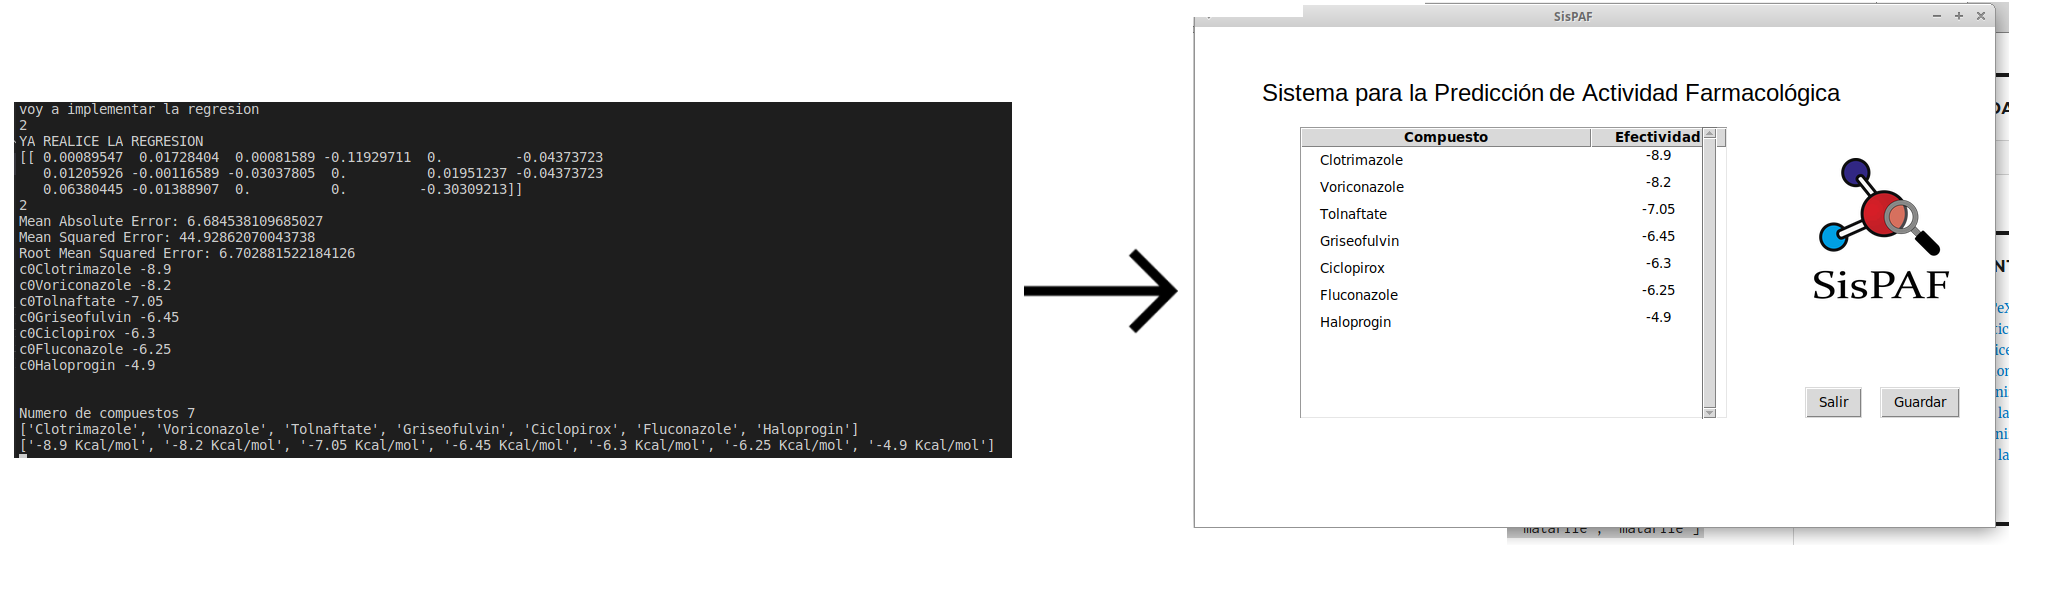 voy a implementar la regresion
2
YA REALICE LA REGRESION
[[ 0.00089547  0.01728404  0.00081589 -0.11929711  0.         -0.04373723
   0.01205926 -0.00116589 -0.03037805  0.          0.01951237 -0.04373723
   0.06380445 -0.01388907  0.          0.         -0.30309213]]
2
Mean Absolute Error: 6.684538109685027
Mean Squared Error: 44.92862070043738
Root Mean Squared Error: 6.702881522184126
c0Clotrimazole -8.9
c0Voriconazole -8.2
c0Tolnaftate -7.05
c0Griseofulvin -6.45
c0Ciclopirox -6.3
c0Fluconazole -6.25
c0Haloprogin -4.9
Numero de compuestos 7
['Clotrimazole', 'Voriconazole', 'Tolnaftate', 'Griseofulvin', 'Ciclopirox', 'Fluconazole', 'Haloprogin']
['-8.9 Kcal/mol', '-8.2 Kcal/mol', '-7.05 Kcal/mol', '-6.45 Kcal/mol', '-6.3 Kcal/mol', '-6.25 Kcal/mol', '-4.9 Kcal/mol']
SisPAF
Sistema para la Predicción de Actividad Farmacológica
Compuesto Efectividad
Clotrimazole -8.9
Voriconazole -8.2
Tolnaftate -7.05
Griseofulvin -6.45
Ciclopirox -6.3
Fluconazole -6.25
Haloprogin -4.9
SisPAF
Salir Guardar